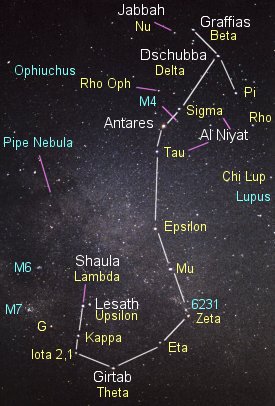 Jabbah
Nu
Graffias
Beta
Dschubba
Delta
Ophiuchus
Rho Oph
Pi
M4
Sigma
Rho
Antares
Al Niyat
Pipe Nebula
Tau
Chi Lup
Lupus
Epsilon
M6
Shaula
Lambda
Mu
M7
Lesath
Upsilon
6231
Zeta
G
Kappa
Iota 2,1
Eta
Girtab
Theta